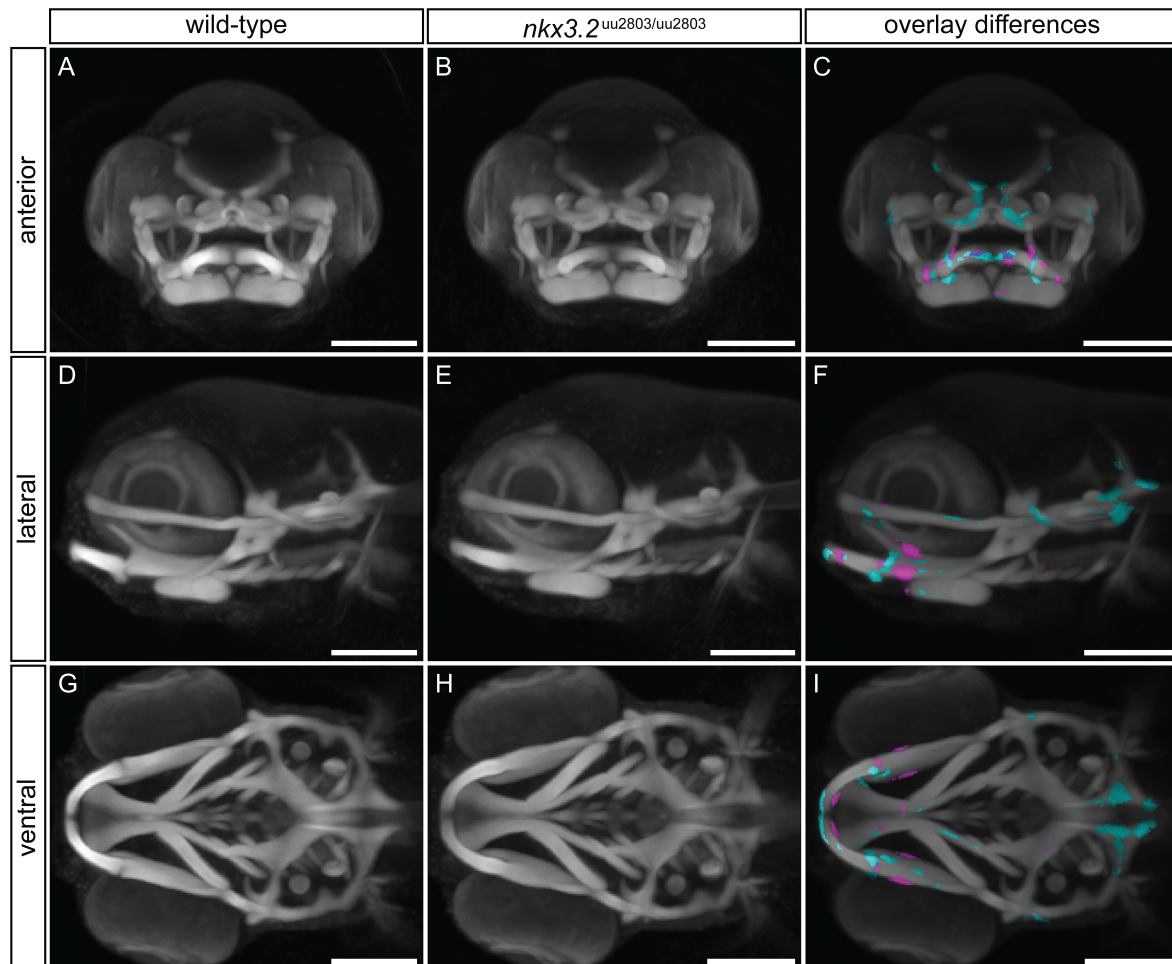 wild-type
nkx3.2uu2803/uu2803
overlay differences
anterior
A
B
C
lateral
D
E
F
ventral
G
H
I